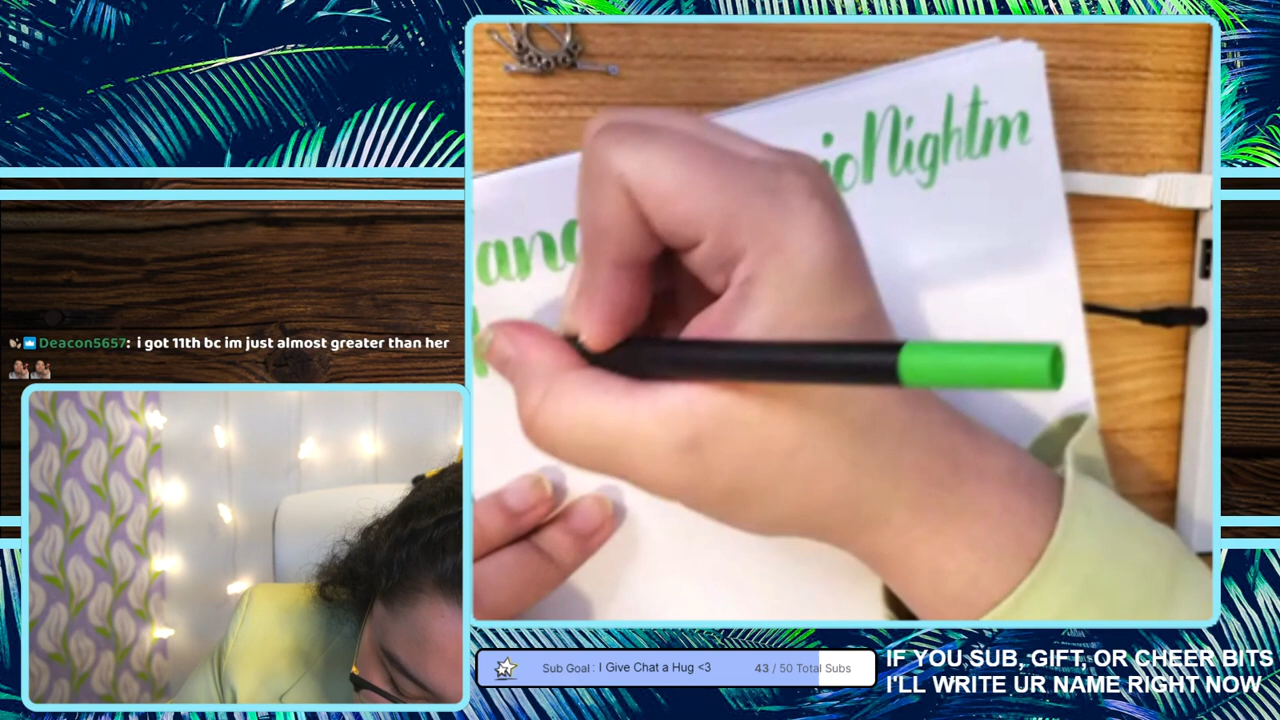 ioNightm
and
Deacon5657: i got 11th bc im just almost greater than her
Sub Goal: I Give Chat a Hug <3 43 / 50 Total Subs
IF YOU SUB, GIFT, OR CHEER BITS
I'LL WRITE UR NAME RIGHT NOW